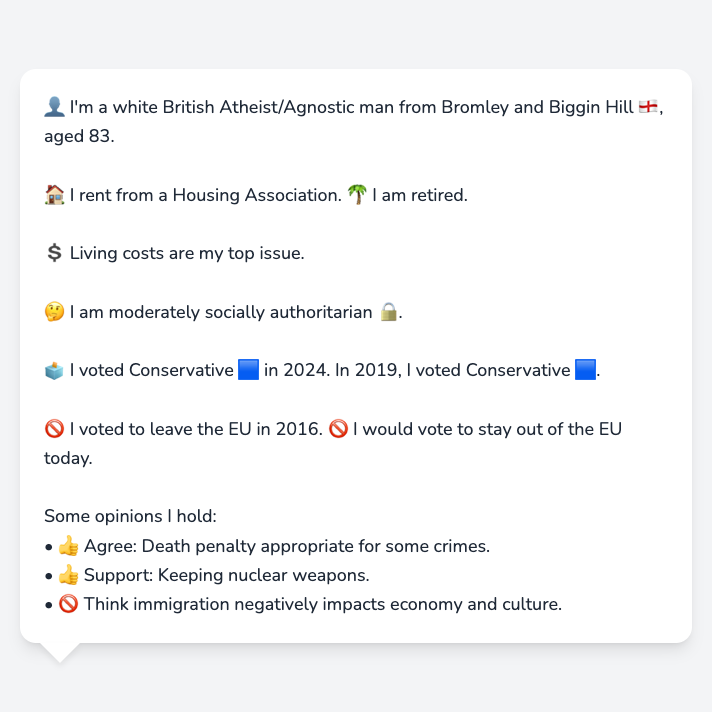 👤 I'm a white British Atheist/Agnostic man from Bromley and Biggin Hill 🏴󠁧󠁢󠁥󠁮󠁧󠁿,
aged 83.
🏠 I rent from a Housing Association. 🌴 I am retired.
💲 Living costs are my top issue.
🤔 I am moderately socially authoritarian 🔒.
🗳️ I voted Conservative 🟦 in 2024. In 2019, I voted Conservative 🟦.
🚫 I voted to leave the EU in 2016. 🚫 I would vote to stay out of the EU
today.
Some opinions I hold:
• 👍 Agree: Death penalty appropriate for some crimes.
• 👍 Support: Keeping nuclear weapons.
• 🚫 Think immigration negatively impacts economy and culture.